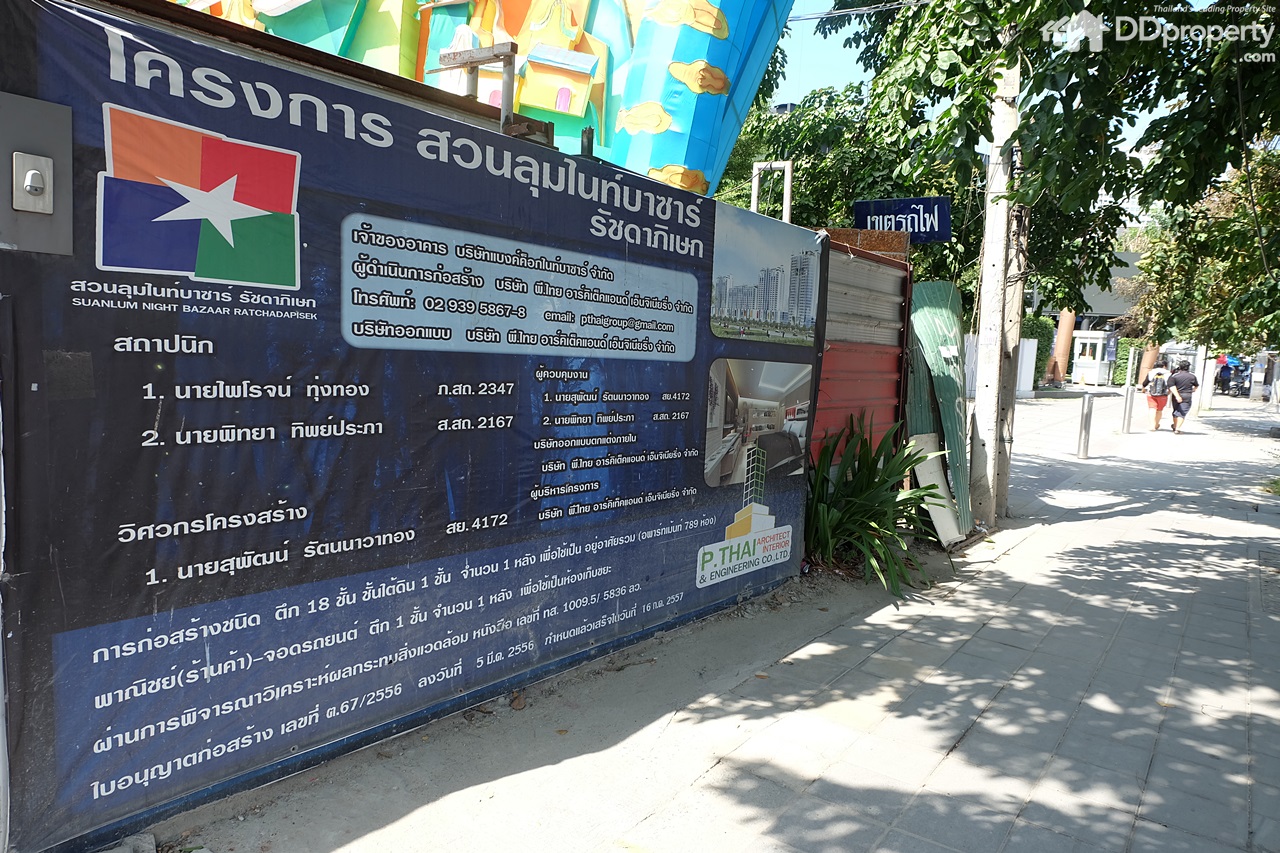 โครงการ สวนลุมไนท์บาซาร์
รัชดาภิเษก
สวนลุมไนท์บาซาร์ รัชดาภิเษก
SUANLUM NIGHT BAZAAR RATCHADAPISEK
เจ้าของอาคาร บริษัทแบงค์ค็อกไนท์บาซาร์ จำกัด
ผู้ดำเนินการก่อสร้าง บริษัท พี.ไทย อาร์คิเต็คแอนด์ เอ็นจิเนียริ่ง จำกัด
โทรศัพท์: 02 939 5867-8 email: pthaigroup@gmail.com
บริษัทออกแบบ บริษัท พี.ไทย อาร์คิเต็คแอนด์ เอ็นจิเนียริ่ง จำกัด
สถาปนิก
1. นายไพโรจน์ ทุ่งทอง ภ.สถ. 2347
2. นายพิทยา ทิพย์ประภา ส.สถ. 2167
วิศวกรโครงสร้าง
1. นายสุพัฒน์ รัตนนาวาทอง สย. 4172
ผู้ควบคุมงาน
1. นายสุพัฒน์ รัตนนาวาทอง สย.4172
2. นายพิทยา ทิพย์ประภา ส.สถ. 2167
บริษัทออกแบบตกแต่งภายใน
บริษัท พี.ไทย อาร์คิเต็คแอนด์ เอ็นจิเนียริ่ง จำกัด
ผู้บริหารโครงการ
บริษัท พี.ไทย อาร์คิเท็คแอนด์ เอ็นจิเนียริ่ง จำกัด
P.THAI ARCHITECT INTERIOR
& ENGINEERING CO.,LTD.
การก่อสร้างชนิด ตึก 18 ชั้น ชั้นใต้ดิน 1 ชั้น จำนวน 1 หลัง เพื่อใช้เป็น อยู่อาศัยรวม (อพาร์ทเม้นท์ 789 ห้อง)
พาณิชย์(ร้านค้า)-จอดรถยนต์ ตึก 1 ชั้น จำนวน 1 หลัง เพื่อใช้เป็นห้องเก็บขยะ
ผ่านการพิจารณาวิเคราะห์ผลกระทบสิ่งแวดล้อม หนังสือ เลขที่ ทส. 1009.5/ 5836 ลว.
ใบอนุญาตก่อสร้าง เลขที่ ต.67/2556 ลงวันที่ 5 มี.ค. 2556 กำหนดแล้วเสร็จในวันที่ 16 ก.ค. 2557
เขตรถไฟ
Thailand's Leading Property Site
DDproperty
.com